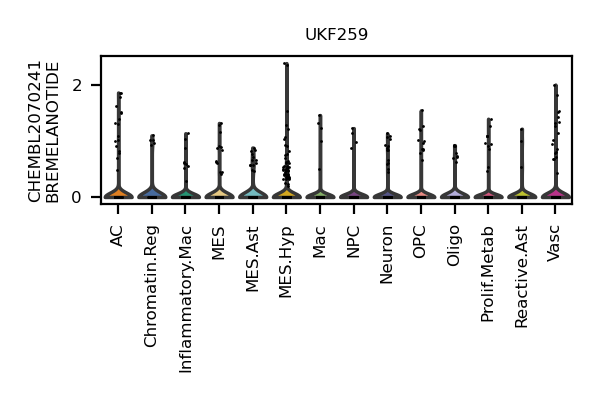 UKF259
CHEMBL2070241
BREMELANOTIDE
2
0
AC
Chromatin.Reg
Inflammatory.Mac
MES
MES.Ast
MES.Hyp
Mac
NPC
Neuron
OPC
Oligo
Prolif.Metab
Reactive.Ast
Vasc